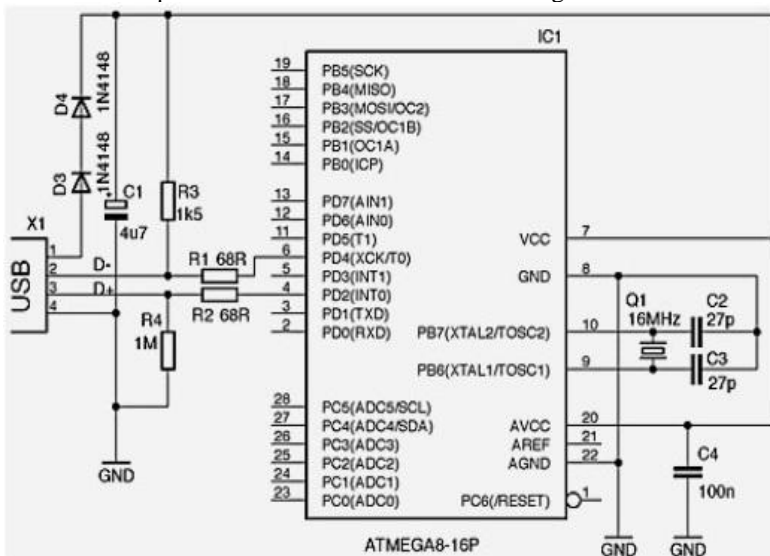 IC1
D4
1N4148
D3
1N4148
C1
4u7
R3
1k5
X1
USB
1
2
3
4
D-
D+
R1 68R
R2 68R
R4
1M
GND
19 PB5(SCK)
18 PB4(MISO)
17 PB3(MOSI/OC2)
16 PB2(SS/OC1B)
15 PB1(OC1A)
14 PB0(ICP)
13 PD7(AIN1)
12 PD6(AIN0)
11 PD5(T1)
6 PD4(XCK/T0)
5 PD3(INT1)
4 PD2(INT0)
3 PD1(TXD)
2 PD0(RXD)
28 PC5(ADC5/SCL)
27 PC4(ADC4/SDA)
26 PC3(ADC3)
25 PC2(ADC2)
24 PC1(ADC1)
23 PC0(ADC0)
VCC 7
GND 8
PB7(XTAL2/TOSC2) 10
PB6(XTAL1/TOSC1) 9
AVCC 20
AREF 21
AGND 22
PC6(/RESET) 1
Q1
16MHz
C2
27p
C3
27p
C4
100n
GND
GND
ATMEGA8-16P